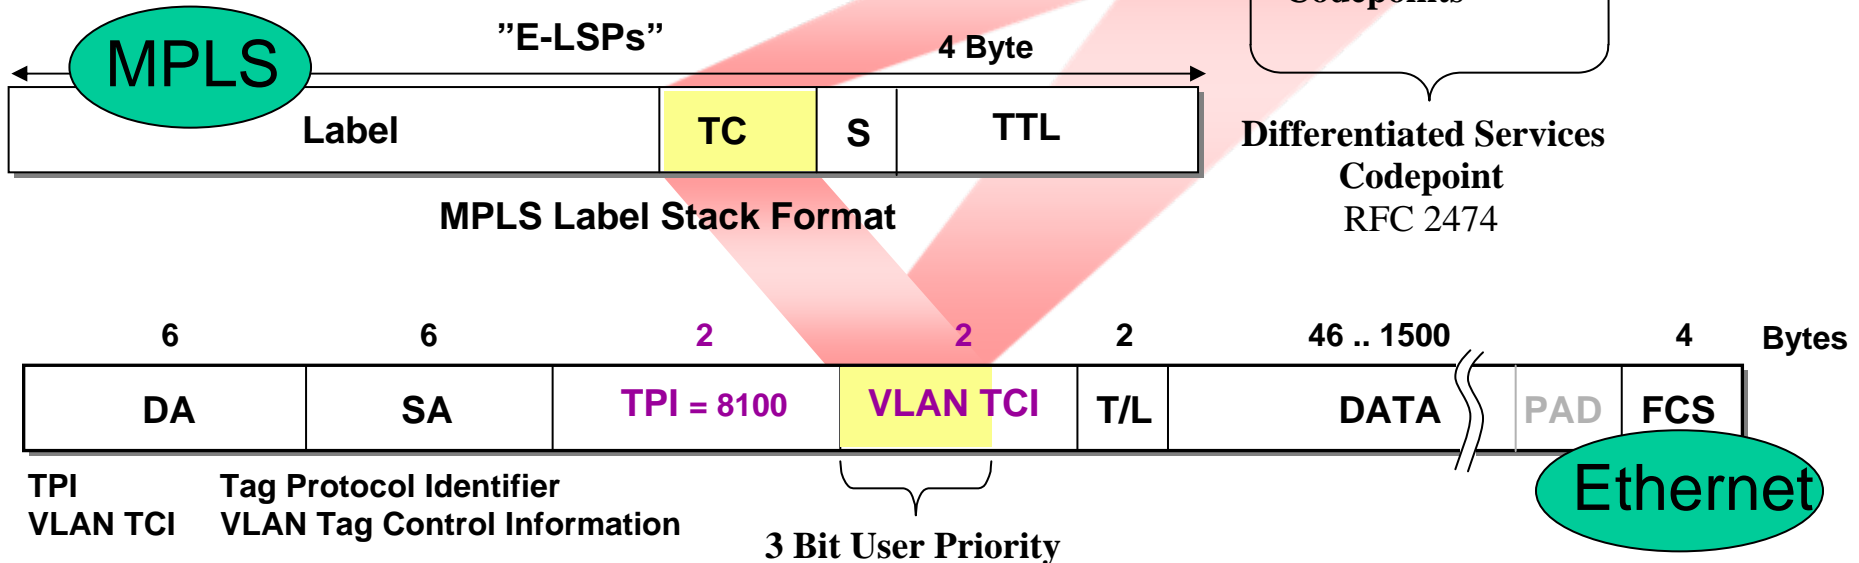 Codepoints
"E-LSPs"
4 Byte
MPLS
Label
TC
S
TTL
Differentiated Services
Codepoint
RFC 2474
MPLS Label Stack Format
6
6
2
2
2
46 .. 1500
4
Bytes
DA
SA
TPI = 8100
VLAN TCI
T/L
DATA
PAD
FCS
Ethernet
TPI Tag Protocol Identifier
VLAN TCI VLAN Tag Control Information
3 Bit User Priority